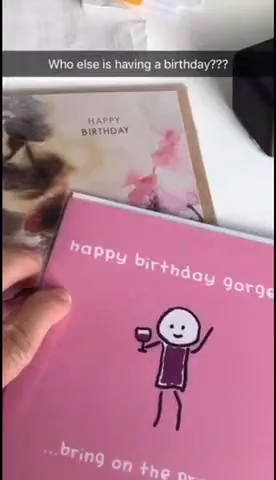 Who else is having a birthday???
HAPPY
BIRTHDAY
happy birthday
...bring on the